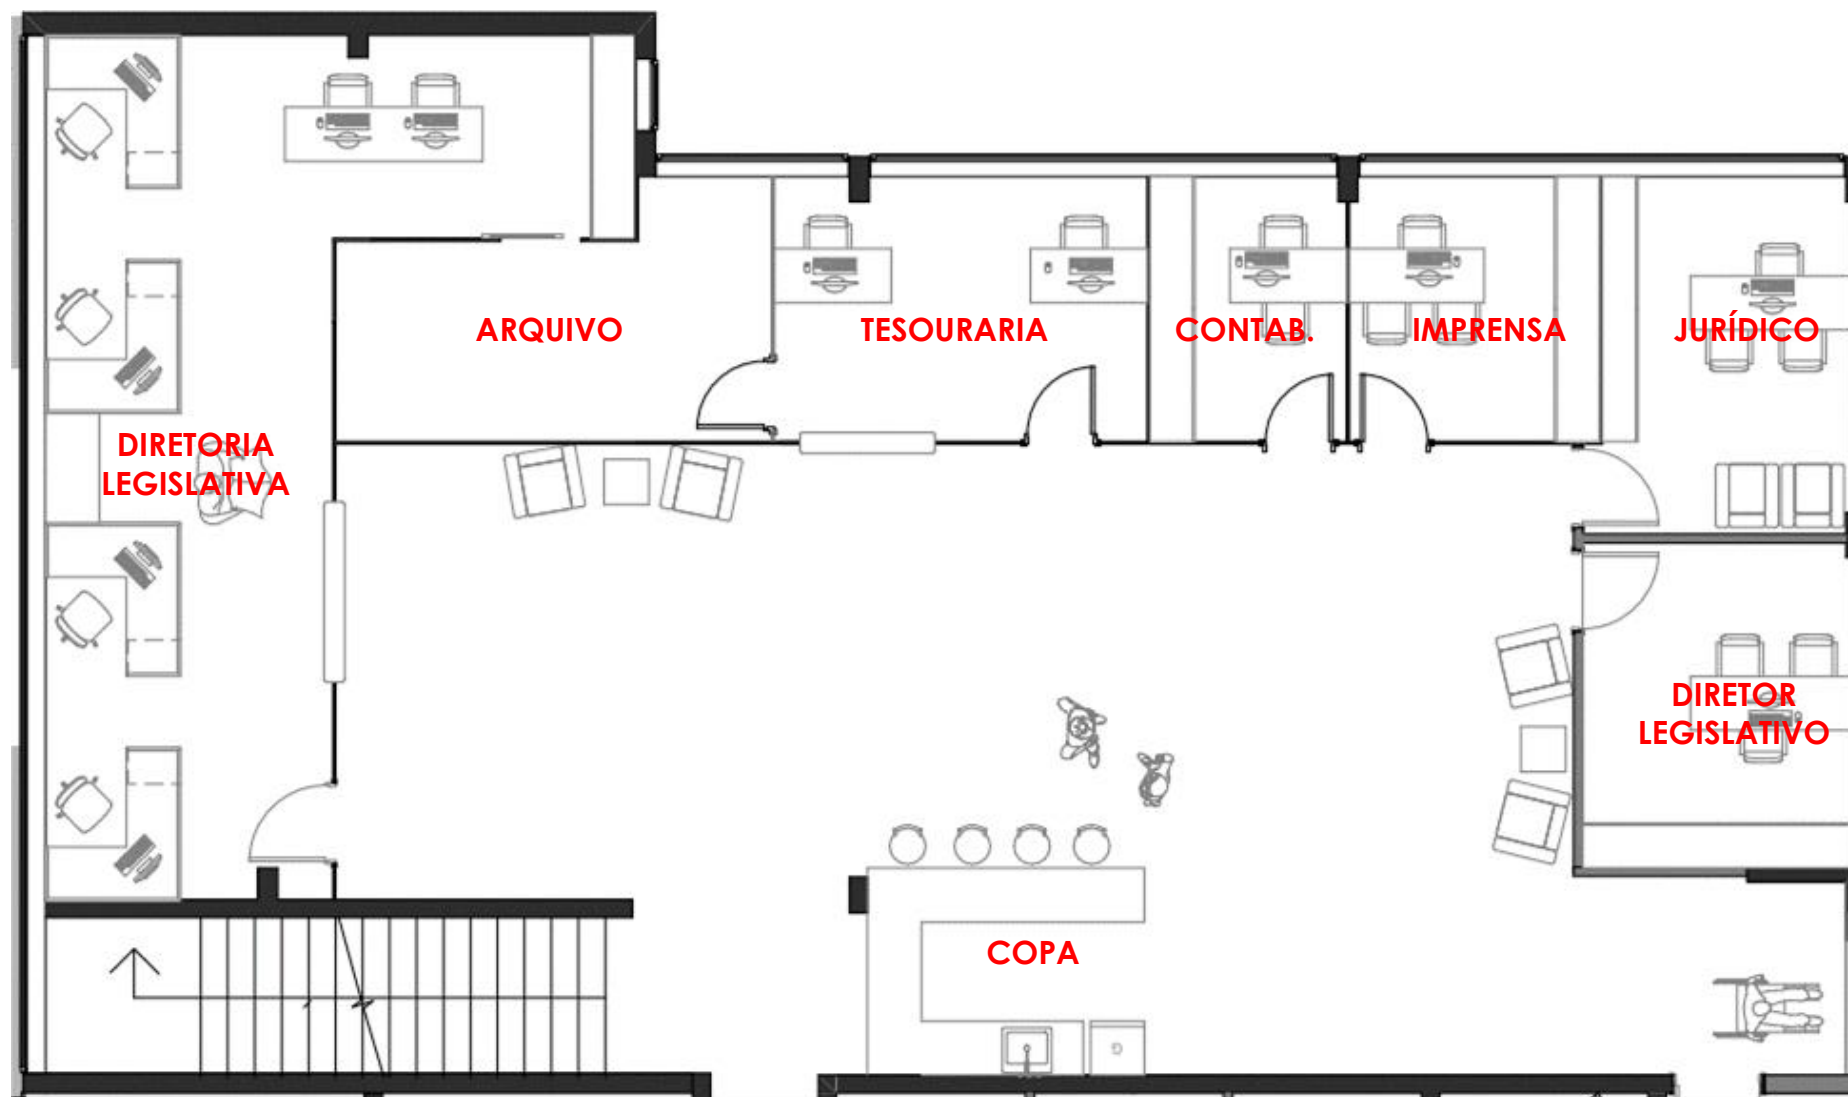 ARQUIVO
TESOURARIA
CONTAB.
IMPRENSA
JURÍDICO
DIRETORIA
LEGISLATIVA
DIRETOR
LEGISLATIVO
COPA